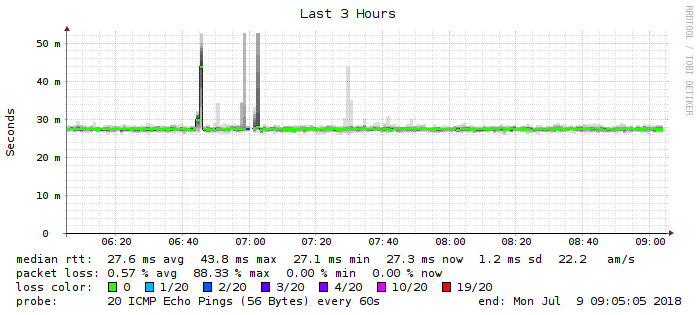 Last 3 Hours
RRDTOOL / TOBI OETIKER
Seconds
50 m
40 m
30 m
20 m
10 m
0
06:20 06:40 07:00 07:20 07:40 08:00 08:20 08:40 09:00
median rtt: 27.6 ms avg 43.8 ms max 27.1 ms min 27.3 ms now 1.2 ms sd 22.2 am/s
packet loss: 0.57 % avg 88.33 % max 0.00 % min 0.00 % now
loss color: 0 1/20 2/20 3/20 4/20 10/20 19/20
probe: 20 ICMP Echo Pings (56 Bytes) every 60s end: Mon Jul 9 09:05:05 2018